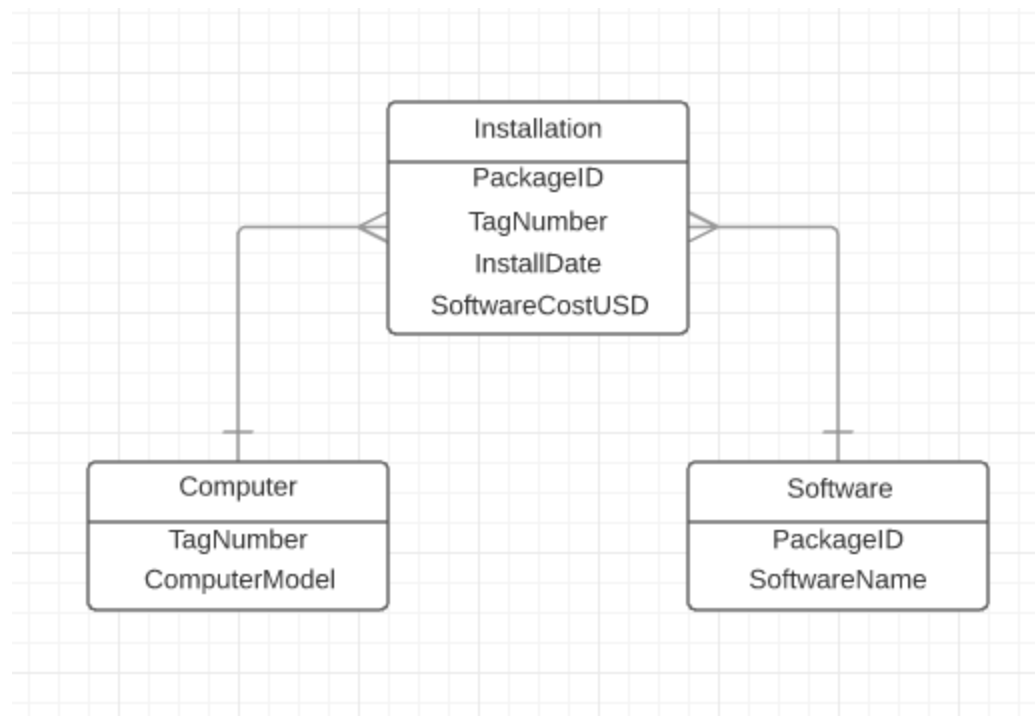 Installation
PackageID
TagNumber
InstallDate
SoftwareCostUSD
Computer
TagNumber
ComputerModel
Software
PackageID
SoftwareName